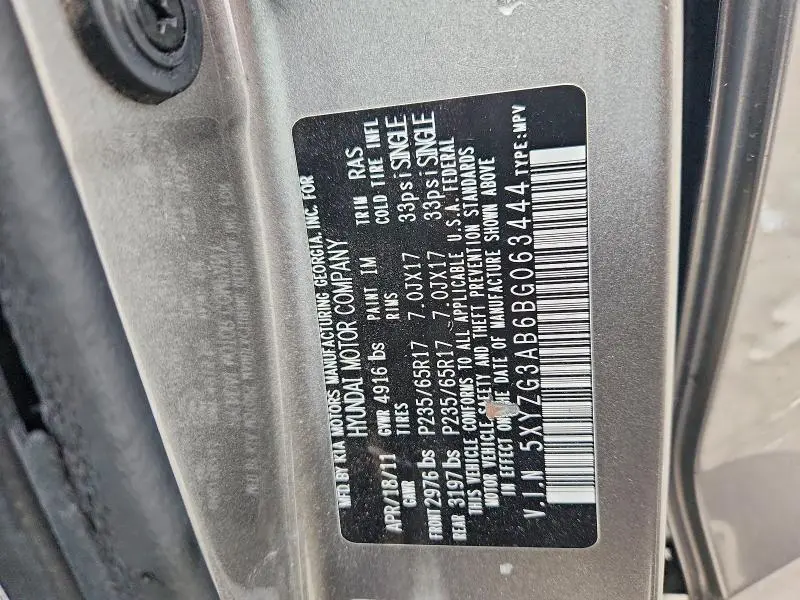 MFD.BY KIA MOTORS MANUFACTURING GEORGIA, INC. FOR
HYUNDAI MOTOR COMPANY
APR/18/11 GVWR 4916 lbs PAINT IM TRIM RAS
GAWR TIRES RIMS COLD TIRE INFL
FRONT 2976 lbs P235/65R17 7.0JX17 33psi SINGLE
REAR 3197 lbs P235/65R17 7.0JX17 33psi SINGLE
THIS VEHICLE CONFORMS TO ALL APPLICABLE U.S.A. FEDERAL
MOTOR VEHICLE SAFETY AND THEFT PREVENTION STANDARDS
IN EFFECT ON THE DATE OF MANUFACTURE SHOWN ABOVE
V.I.N 5XYZG3AB6BG063444 TYPE:MPV